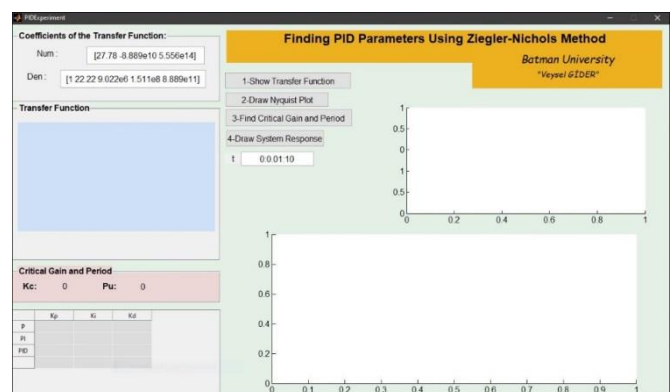 PIDExperiment
Coefficients of the Transfer Function:
Num :
[27.78 -8.889e10 5.556e14]
Den :
[1 22.22 9.022e6 1.511e8 8.889e11]
Transfer Function
Critical Gain and Period
Kc:
0
Pu:
0
Kp
Ki
Kd
P
PI
PID
Finding PID Parameters Using Ziegler-Nichols Method
Batman University
"Veysel GİDER"
1-Show Transfer Function
2-Draw Nyquist Plot
3-Find Critical Gain and Period
4-Draw System Response
t
0:0.01:10
1
0.5
0
1
0.5
0
0
0.2
0.4
0.6
0.8
1
1
0.8
0.6
0.4
0.2
0
0
0.1
0.2
0.3
0.4
0.5
0.6
0.7
0.8
0.9
1